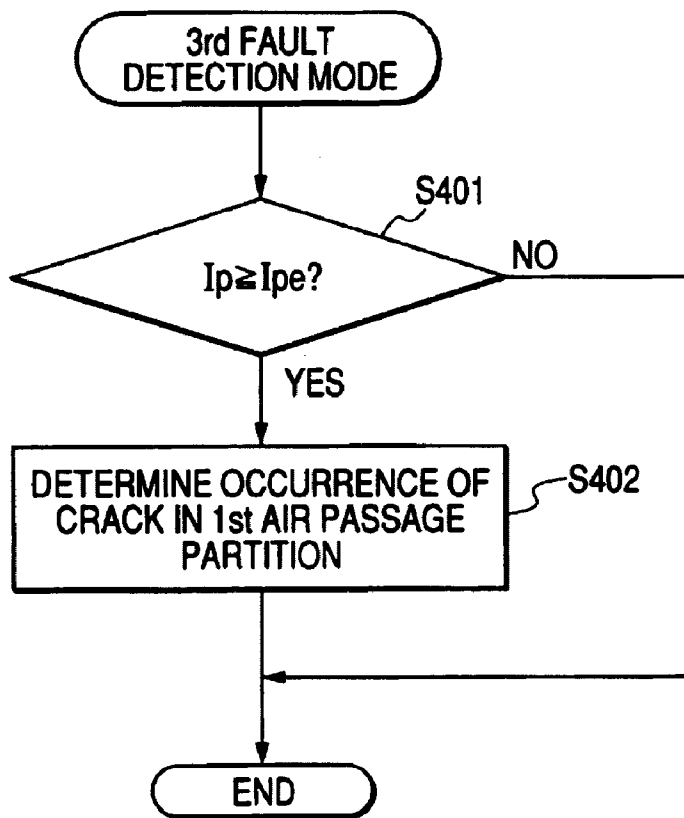 3rd FAULT
DETECTION MODE
S401
Ip≧Ipe?
NO
YES
DETERMINE OCCURRENCE OF
CRACK IN 1st AIR PASSAGE
PARTITION
S402
END